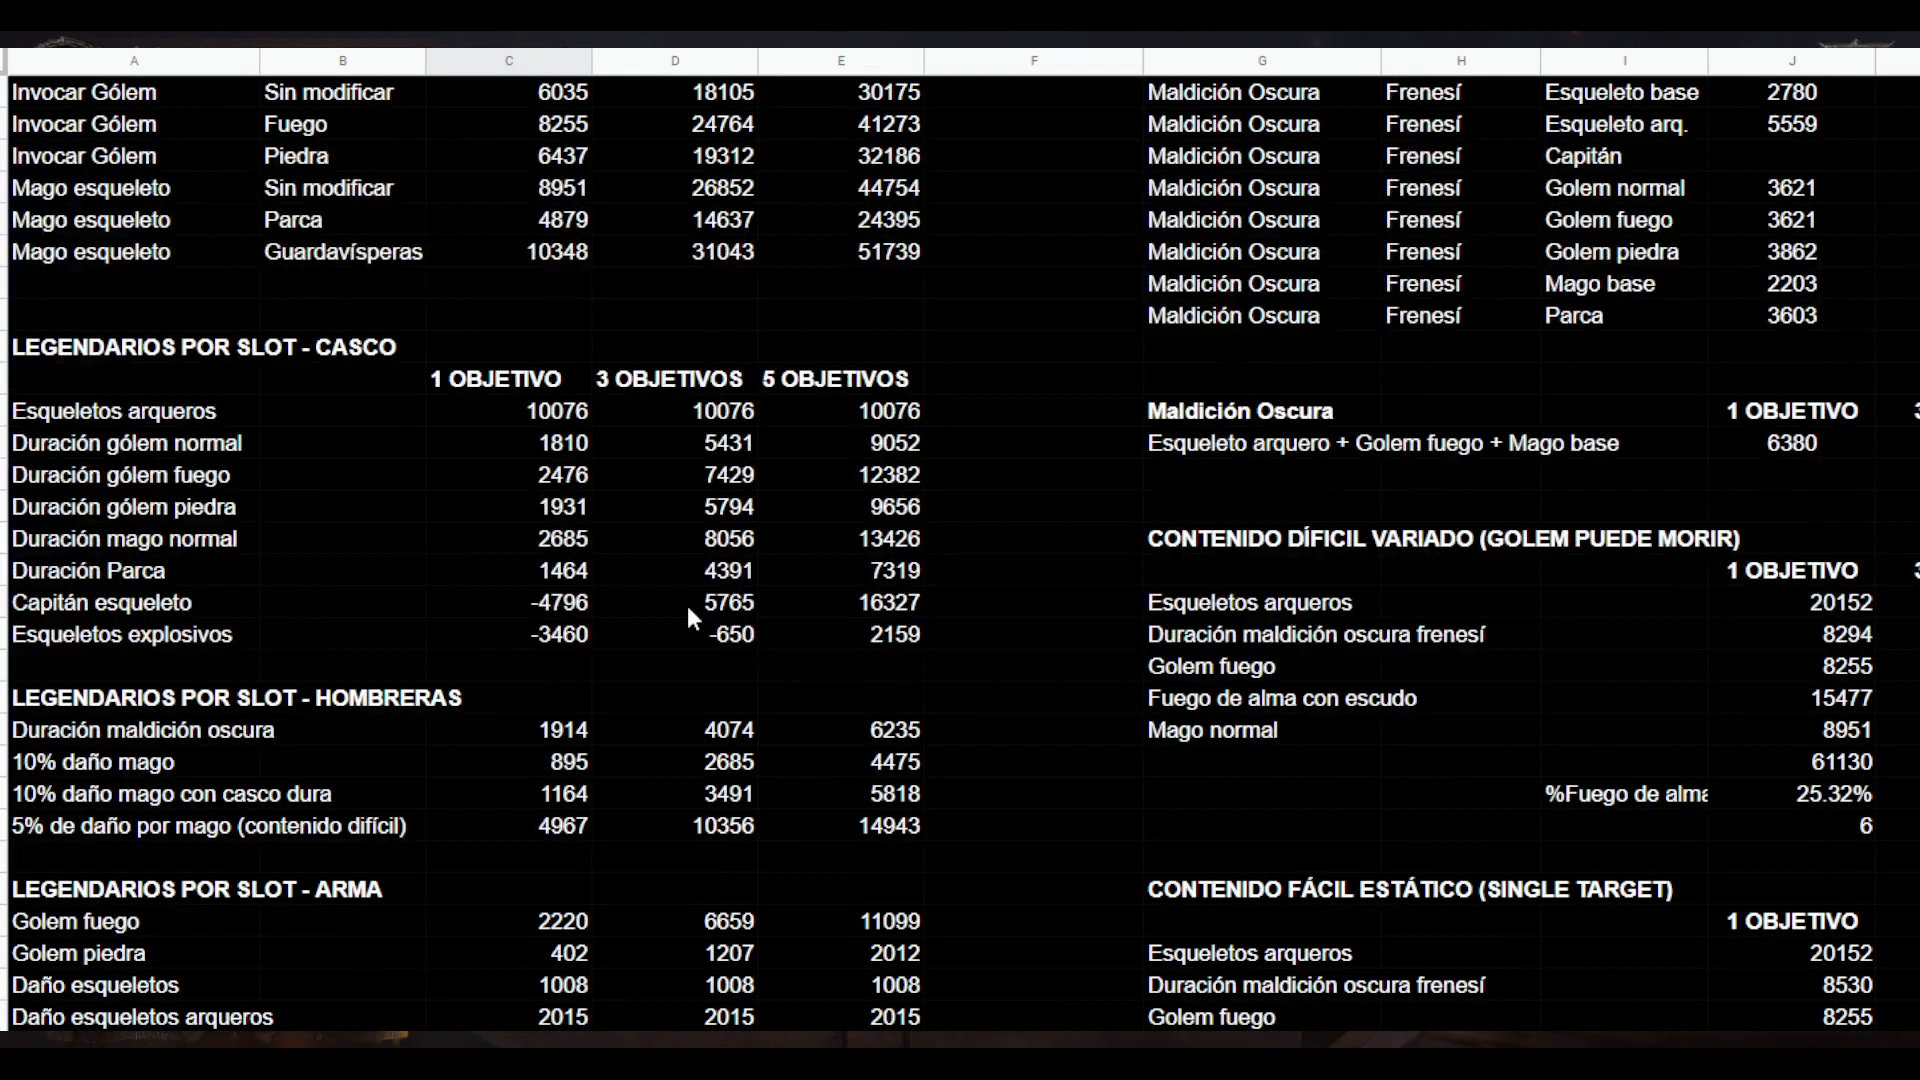 A B C D E F G H I J
Invocar Gólem Sin modificar 6035 18105 30175 Maldición Oscura Frenesí Esqueleto base 2780
Invocar Gólem Fuego 8255 24764 41273 Maldición Oscura Frenesí Esqueleto arq. 5559
Invocar Gólem Piedra 6437 19312 32186 Maldición Oscura Frenesí Capitán
Mago esqueleto Sin modificar 8951 26852 44754 Maldición Oscura Frenesí Golem normal 3621
Mago esqueleto Parca 4879 14637 24395 Maldición Oscura Frenesí Golem fuego 3621
Mago esqueleto Guardavísperas 10348 31043 51739 Maldición Oscura Frenesí Golem piedra 3862
Maldición Oscura Frenesí Mago base 2203
Maldición Oscura Frenesí Parca 3603
LEGENDARIOS POR SLOT - CASCO
1 OBJETIVO 3 OBJETIVOS 5 OBJETIVOS
Esqueletos arqueros 10076 10076 10076 Maldición Oscura 1 OBJETIVO
Duración gólem normal 1810 5431 9052 Esqueleto arquero + Golem fuego + Mago base 6380
Duración gólem fuego 2476 7429 12382
Duración gólem piedra 1931 5794 9656
Duración mago normal 2685 8056 13426 CONTENIDO DÍFICIL VARIADO (GOLEM PUEDE MORIR)
Duración Parca 1464 4391 7319 1 OBJETIVO
Capitán esqueleto -4796 5765 16327 Esqueletos arqueros 20152
Esqueletos explosivos -3460 -650 2159 Duración maldición oscura frenesí 8294
Golem fuego 8255
LEGENDARIOS POR SLOT - HOMBRERAS Fuego de alma con escudo 15477
Duración maldición oscura 1914 4074 6235 Mago normal 8951
10% daño mago 895 2685 4475 61130
10% daño mago con casco dura 1164 3491 5818 %Fuego de alma 25.32%
5% de daño por mago (contenido difícil) 4967 10356 14943 6
LEGENDARIOS POR SLOT - ARMA CONTENIDO FÁCIL ESTÁTICO (SINGLE TARGET)
Golem fuego 2220 6659 11099 1 OBJETIVO
Golem piedra 402 1207 2012 Esqueletos arqueros 20152
Daño esqueletos 1008 1008 1008 Duración maldición oscura frenesí 8530
Daño esqueletos arqueros 2015 2015 2015 Golem fuego 8255